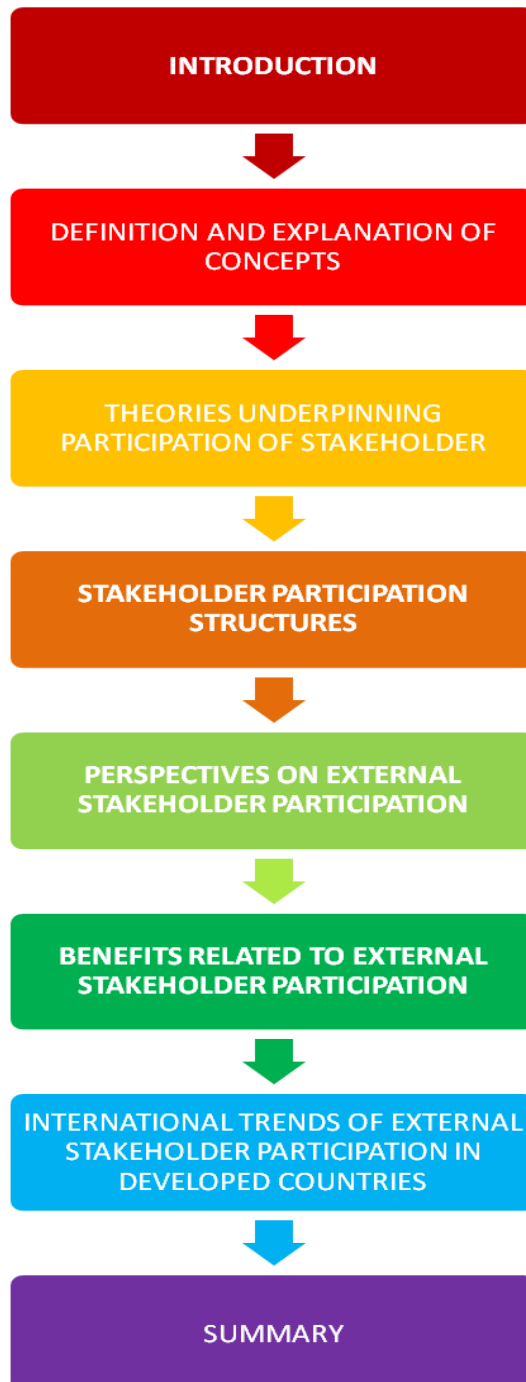 INTRODUCTION
DEFINITION AND EXPLANATION OF
CONCEPTS
THEORIES UNDERPINNING
PARTICIPATION OF STAKEHOLDER
STAKEHOLDER PARTICIPATION
STRUCTURES
PERSPECTIVES ON EXTERNAL
STAKEHOLDER PARTICIPATION
BENEFITS RELATED TO EXTERNAL
STAKEHOLDER PARTICIPATION
INTERNATIONAL TRENDS OF EXTERNAL
STAKEHOLDER PARTICIPATION IN
DEVELOPED COUNTRIES
SUMMARY